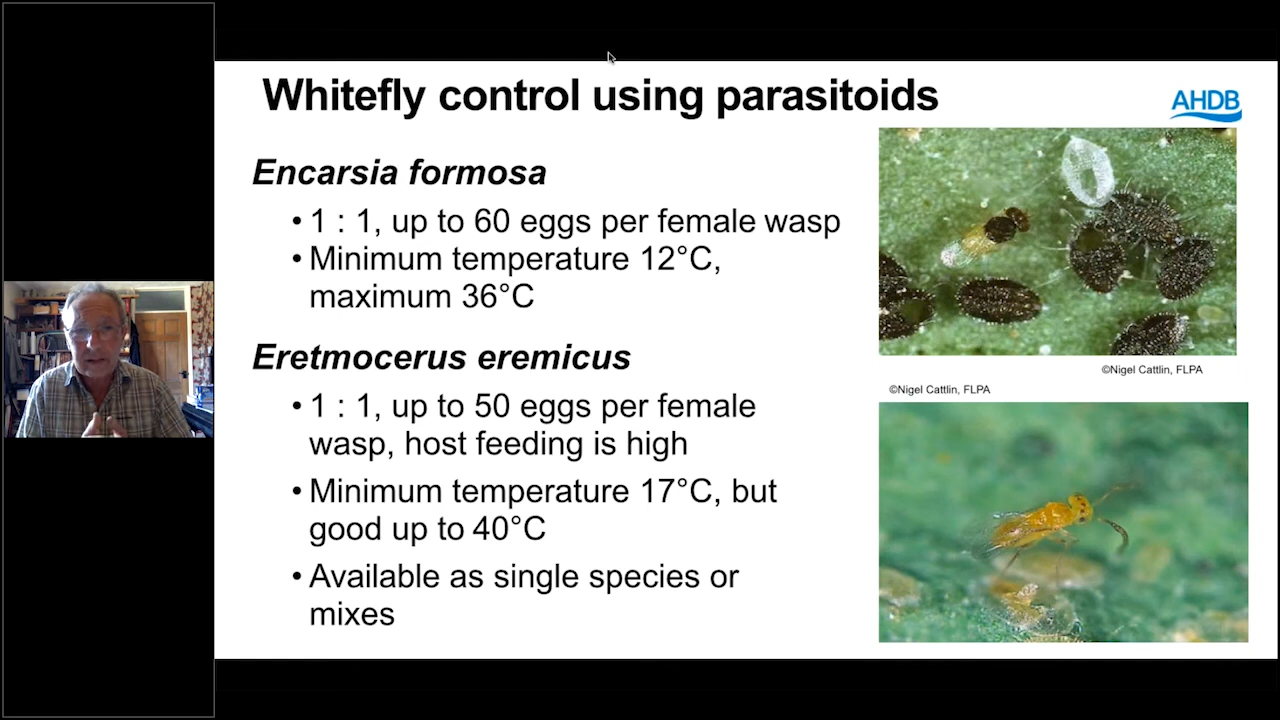 Whitefly control using parasitoids
AHDB
Encarsia formosa
• 1 : 1, up to 60 eggs per female wasp
• Minimum temperature 12°C,
maximum 36°C
Eretmocerus eremicus
• 1 : 1, up to 50 eggs per female
wasp, host feeding is high
• Minimum temperature 17°C, but
good up to 40°C
• Available as single species or
mixes
©Nigel Cattlin, FLPA
©Nigel Cattlin, FLPA